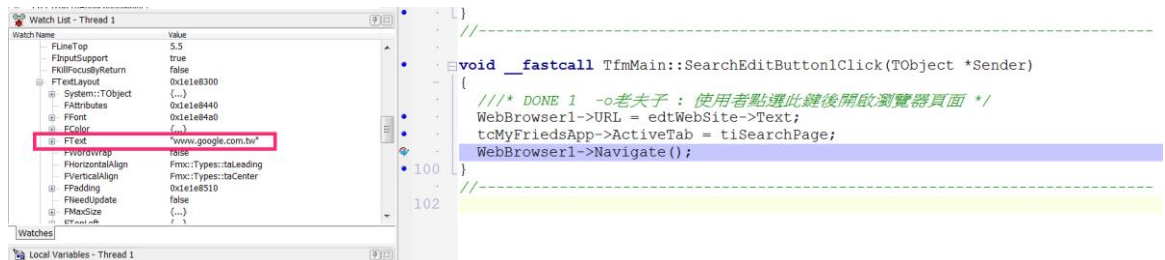 Watch List - Thread 1
Watch Name Value
FLineTop 5.5
FInputSupport true
FKillFocusByReturn false
FTextLayout 0x1e1e8300
System::TObject {...}
FAttributes 0x1e1e8440
FFont 0x1e1e84a0
FColor {...}
FText "www.google.com.tw"
FWordWrap false
FHorizontalAlign Fmx::Types::taLeading
FVerticalAlign Fmx::Types::taCenter
FPadding 0x1e1e8510
FNeedUpdate false
FMaxSize {...}
FTopLeft {...}
Watches
Local Variables - Thread 1
}
//---------------------------------------------------------------------------
void __fastcall TfmMain::SearchEditButton1Click(TObject *Sender)
{
///* DONE 1 -o老夫子 : 使用者點選此鍵後開啟瀏覽器頁面 */
WebBrowser1->URL = edtWebSite->Text;
tcMyFriedsApp->ActiveTab = tiSearchPage;
WebBrowser1->Navigate();
100 }
//---------------------------------------------------------------------------
102